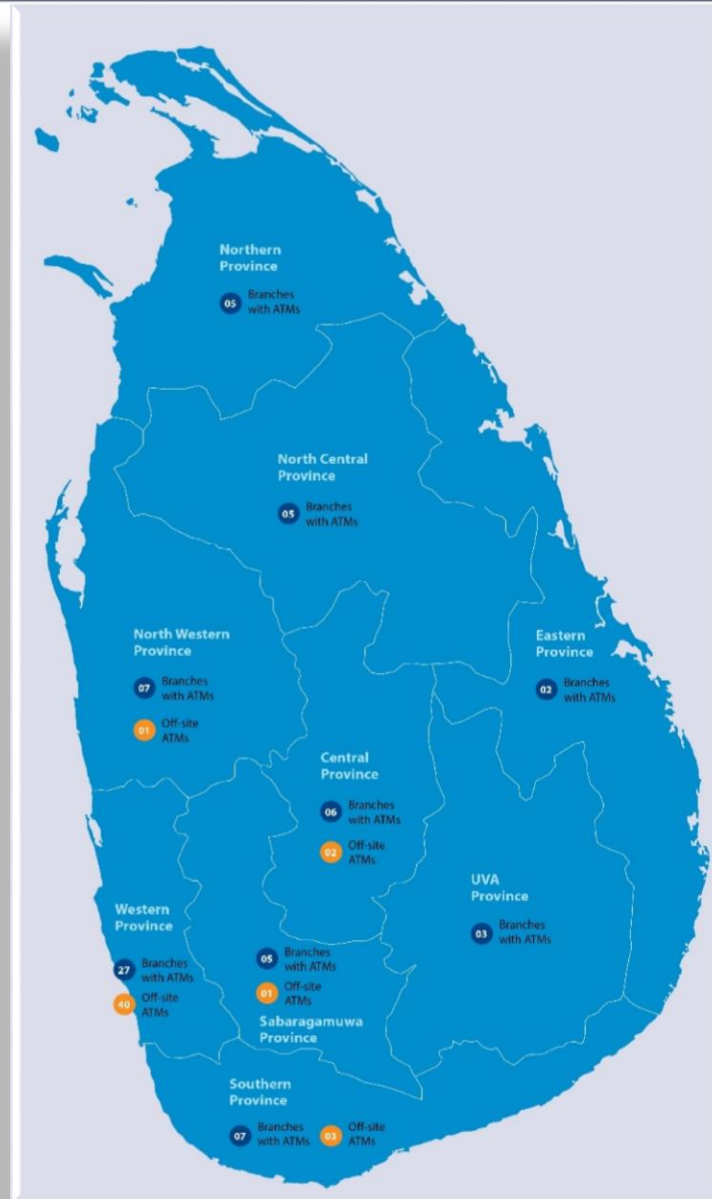 Northern
Province
05 Branches
with ATMs
North Central
Province
05 Branches
with ATMs
North Western
Province
07 Branches
with ATMs
01 Off-site
ATMs
Eastern
Province
02 Branches
with ATMs
Central
Province
06 Branches
with ATMs
02 Off-site
ATMs
UVA
Province
03 Branches
with ATMs
Western
Province
27 Branches
with ATMs
40 Off-site
ATMs
05 Branches
with ATMs
01 Off-site
ATMs
Sabaragamuwa
Province
Southern
Province
07 Branches
with ATMs
03 Off-site
ATMs